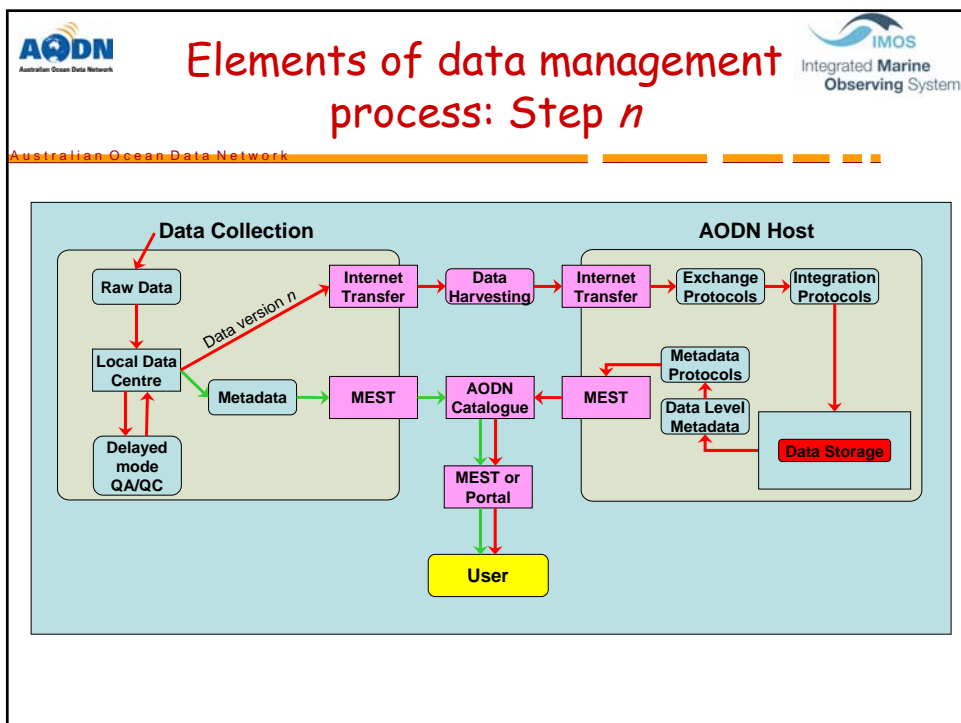 AODN
Australian Ocean Data Network
Elements of data management
process: Step n
IMOS
Integrated Marine
Observing System
Australian Ocean Data Network
Data Collection
AODN Host
Raw Data
Data version n
Internet
Transfer
Data
Harvesting
Internet
Transfer
Exchange
Protocols
Integration
Protocols
Local Data
Centre
Metadata
MEST
AODN
Catalogue
MEST
Metadata
Protocols
Data Level
Metadata
Delayed
mode
QA/QC
Data Storage
MEST or
Portal
User